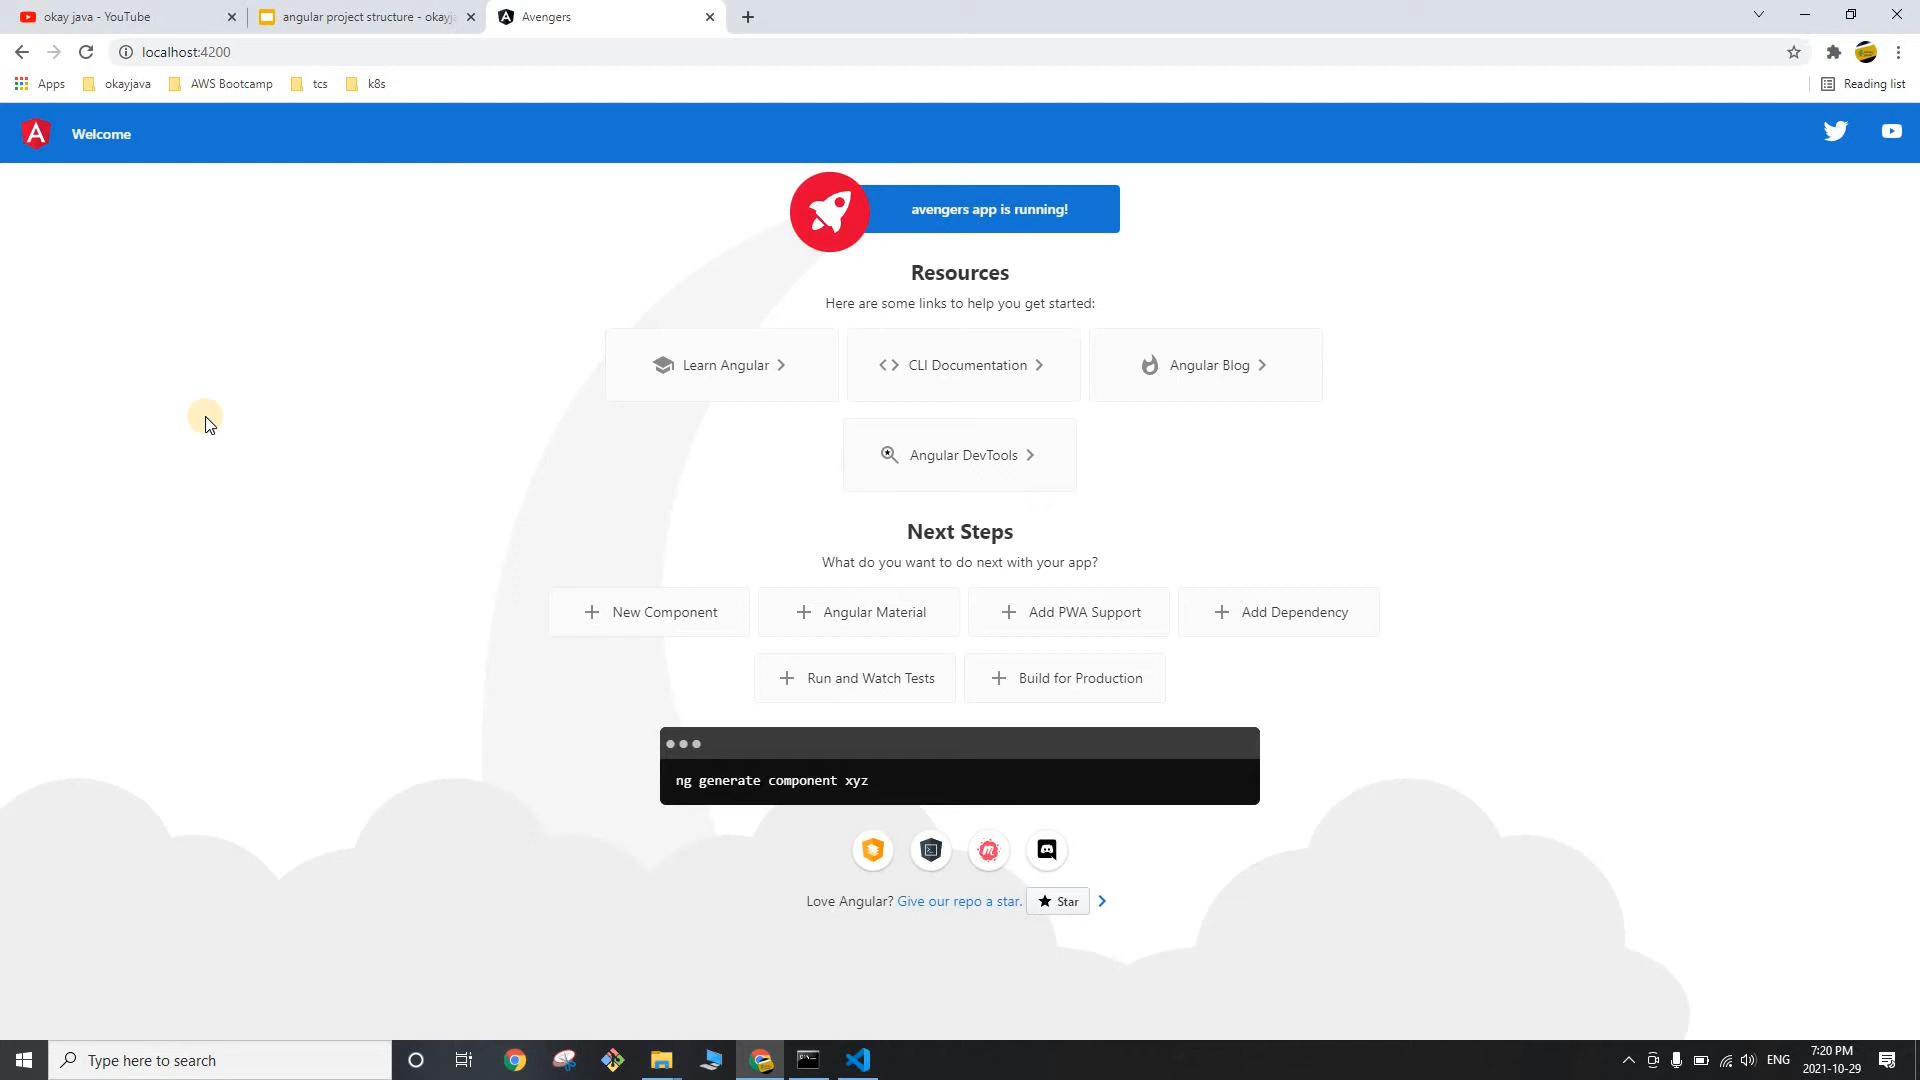 okay java - YouTube
angular project structure - okayja
Avengers
localhost:4200
Apps
okayjava
AWS Bootcamp
tcs
k8s
Reading list
Welcome
avengers app is running!
Resources
Here are some links to help you get started:
Learn Angular
CLI Documentation
Angular Blog
Angular DevTools
Next Steps
What do you want to do next with your app?
New Component
Angular Material
Add PWA Support
Add Dependency
Run and Watch Tests
Build for Production
ng generate component xyz
Love Angular? Give our repo a star. Star
Type here to search
ENG
7:20 PM
2021-10-29